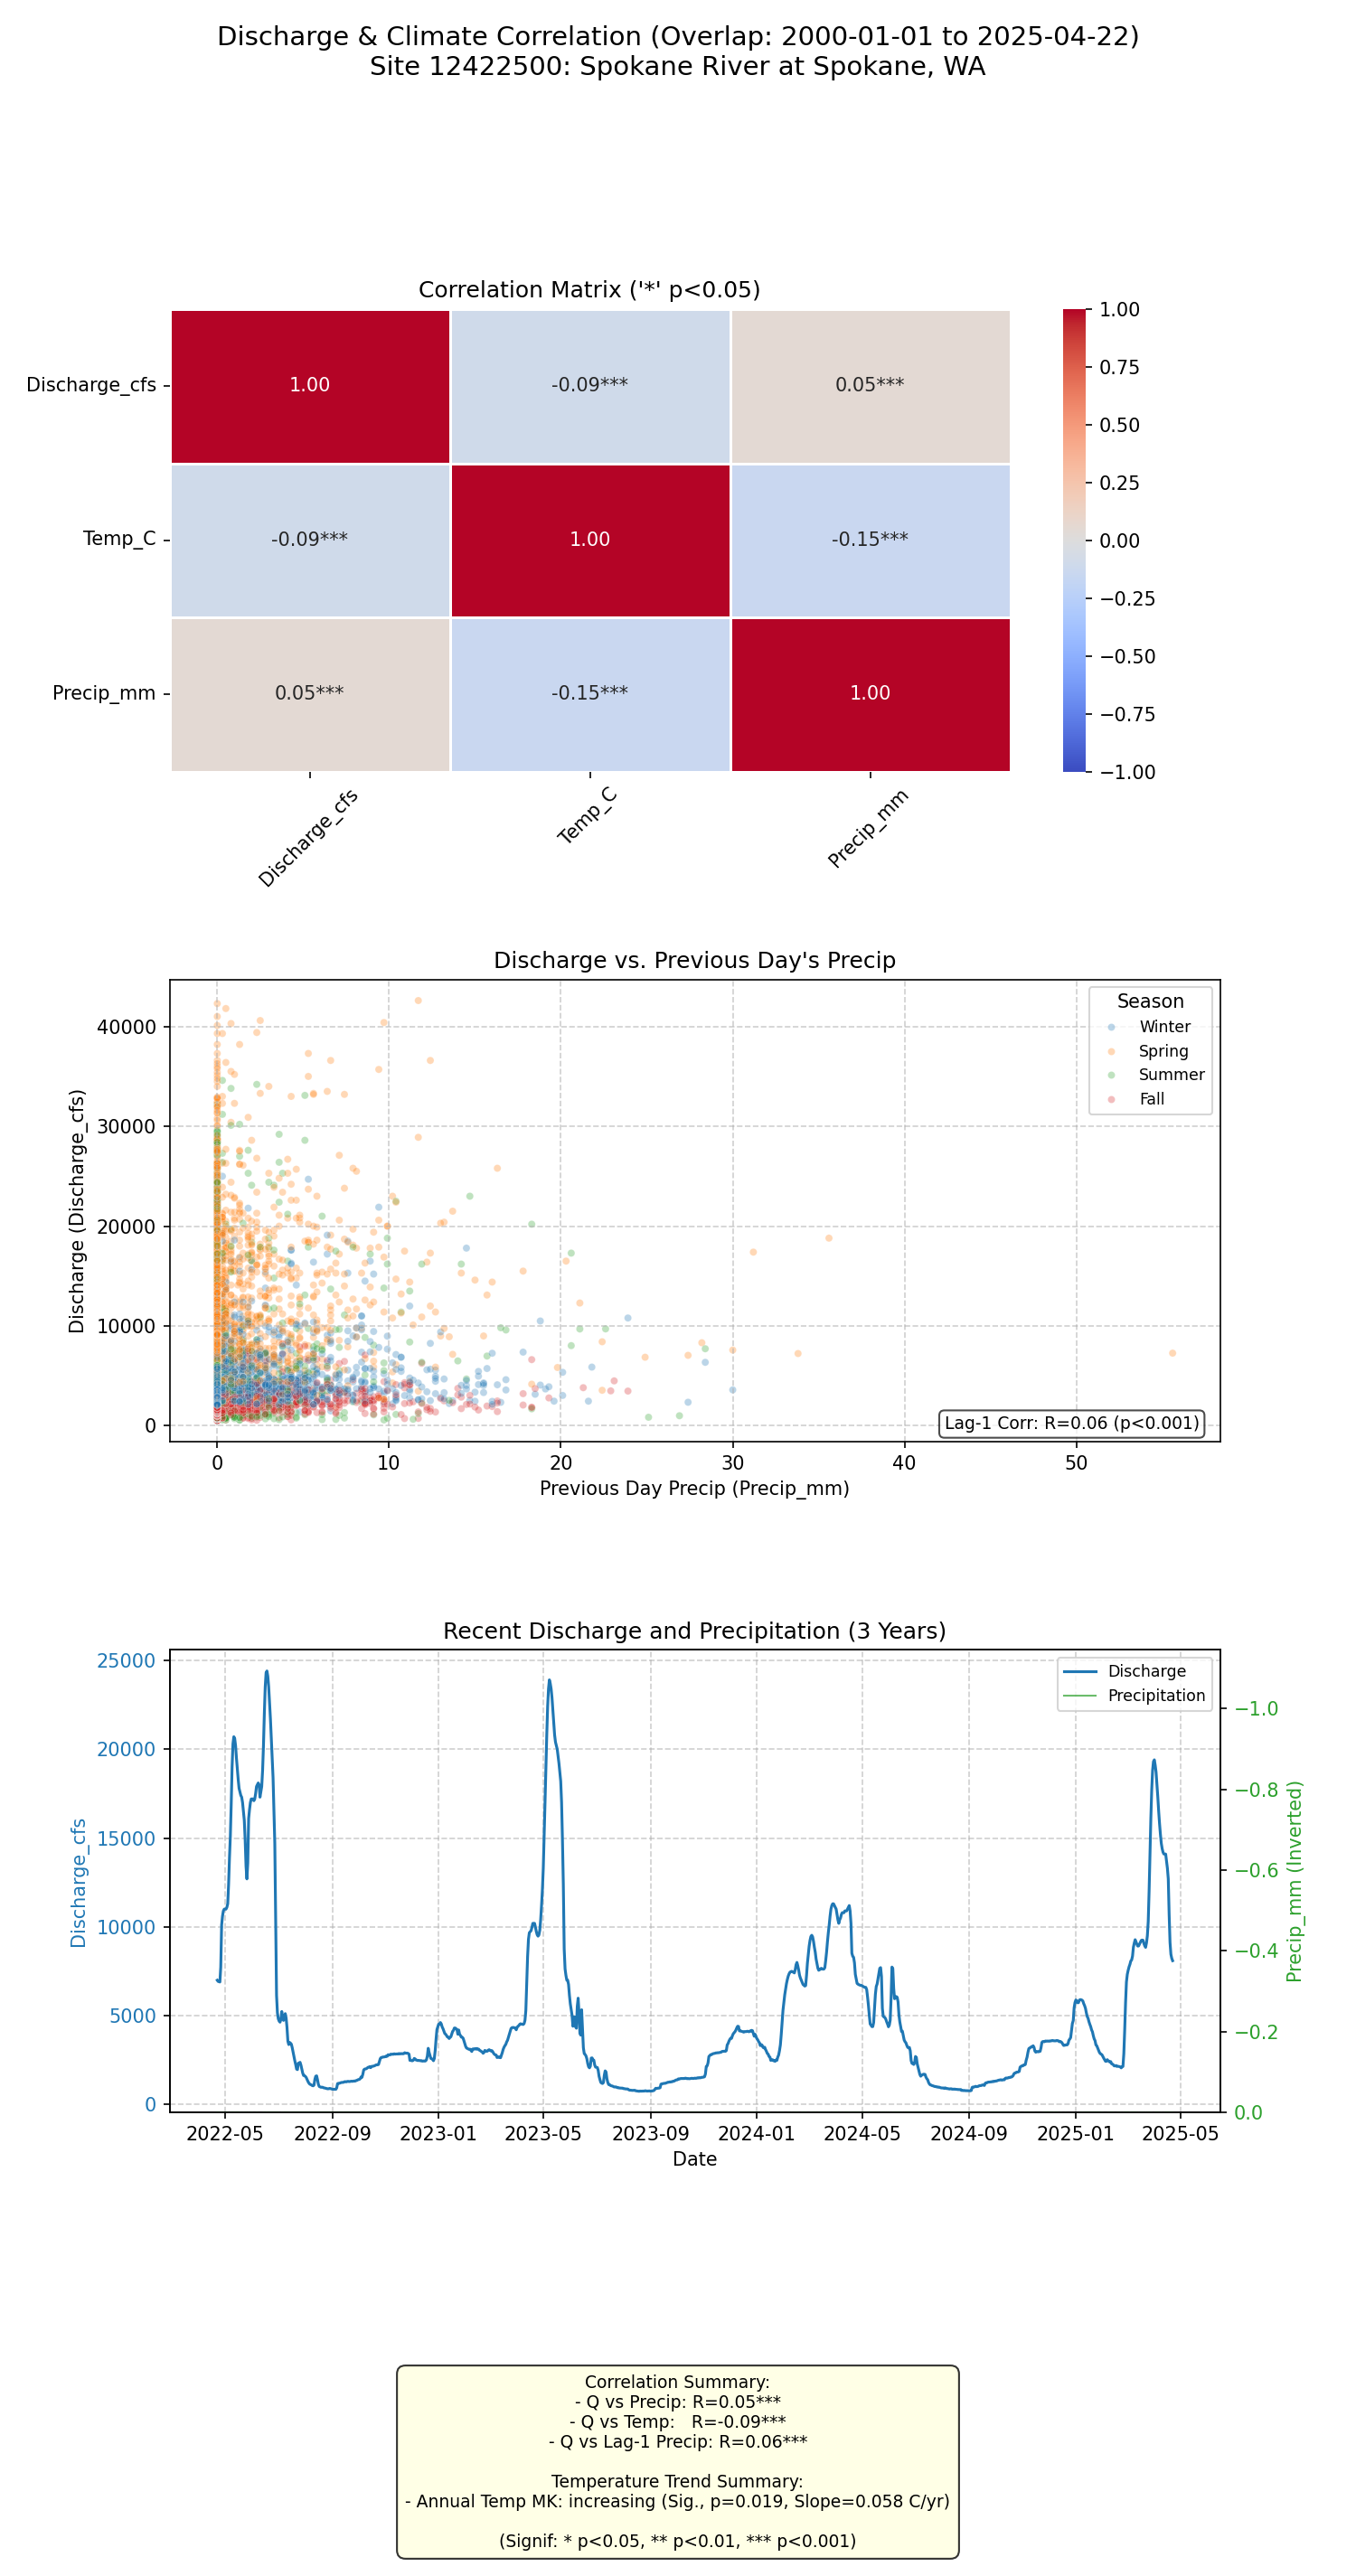 Discharge & Climate Correlation (Overlap: 2000-01-01 to 2025-04-22)
Site 12422500: Spokane River at Spokane, WA
Correlation Matrix ('*' p<0.05)
Discharge_cfs
1.00
-0.09***
0.05***
Temp_C
-0.09***
1.00
-0.15***
Precip_mm
0.05***
-0.15***
1.00
Discharge_cfs
Temp_C
Precip_mm
1.00
0.75
0.50
0.25
0.00
−0.25
−0.50
−0.75
−1.00
Discharge vs. Previous Day's Precip
Discharge (Discharge_cfs)
40000
30000
20000
10000
0
Season
Winter
Spring
Summer
Fall
Lag-1 Corr: R=0.06 (p<0.001)
0 10 20 30 40 50
Previous Day Precip (Precip_mm)
Recent Discharge and Precipitation (3 Years)
Discharge_cfs
25000
20000
15000
10000
5000
0
Discharge
Precipitation
−1.0
−0.8
−0.6
−0.4
−0.2
0.0
Precip_mm (Inverted)
2022-05 2022-09 2023-01 2023-05 2023-09 2024-01 2024-05 2024-09 2025-01 2025-05
Date
Correlation Summary:
- Q vs Precip: R=0.05***
- Q vs Temp: R=-0.09***
- Q vs Lag-1 Precip: R=0.06***
Temperature Trend Summary:
- Annual Temp MK: increasing (Sig., p=0.019, Slope=0.058 C/yr)
(Signif: * p<0.05, ** p<0.01, *** p<0.001)